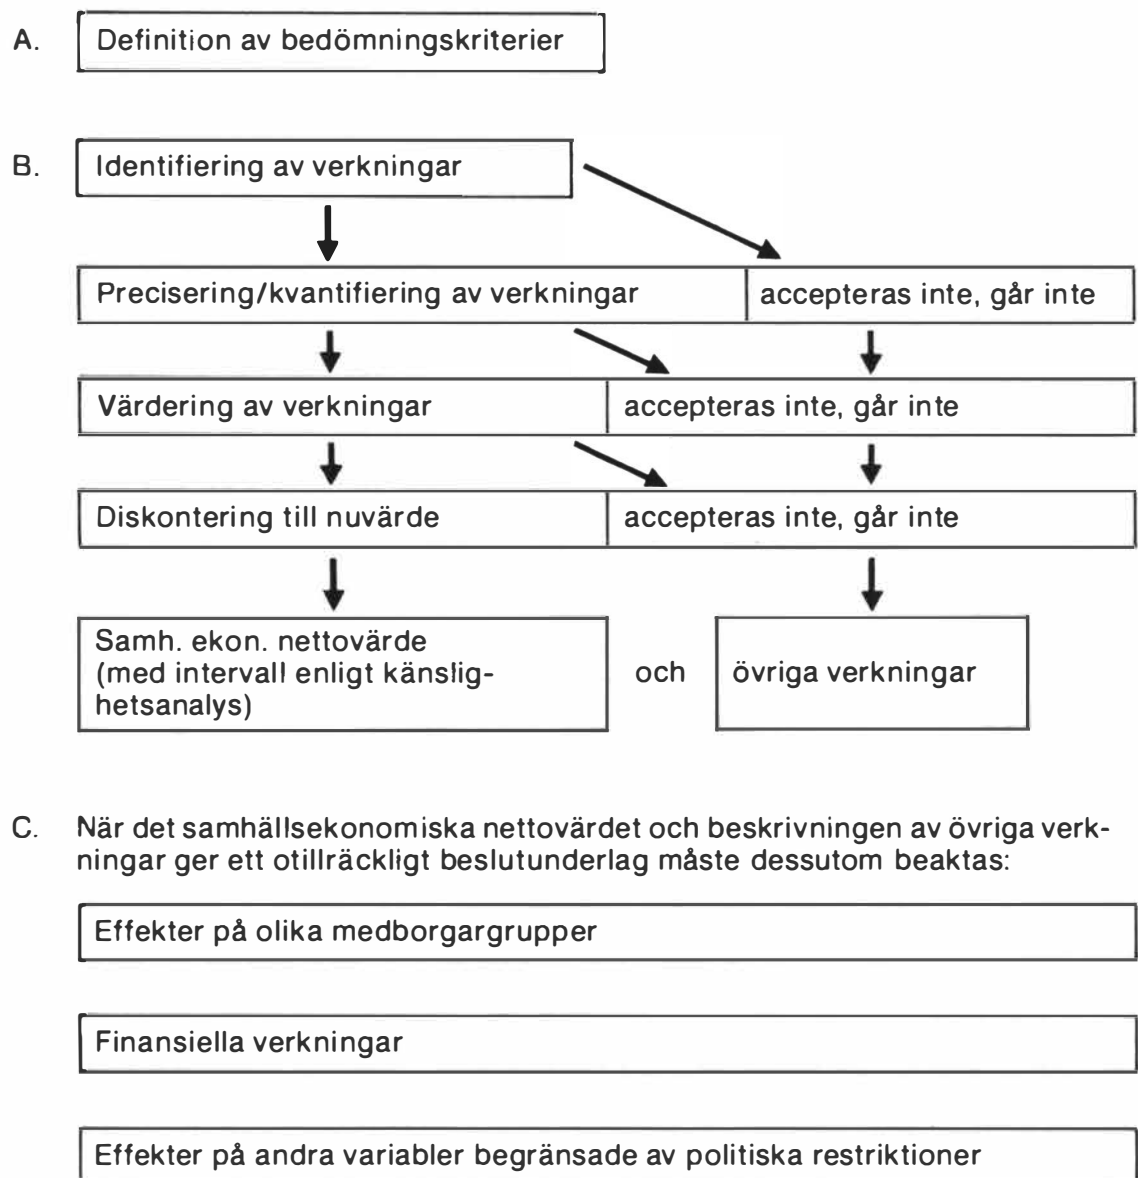 A. Definition av bedömningskriterier
B. Identifiering av verkningar
Precisering/kvantifiering av verkningar accepteras inte, går inte
Värdering av verkningar accepteras inte, går inte
Diskontering till nuvärde accepteras inte, går inte
Samh. ekon. nettovärde
(med intervall enligt känslig-
hetsanalys)
och övriga verkningar
C. När det samhällsekonomiska nettovärdet och beskrivningen av övriga verk-
ningar ger ett otillräckligt beslutunderlag måste dessutom beaktas:
Effekter på olika medborgargrupper
Finansiella verkningar
Effekter på andra variabler begränsade av politiska restriktioner